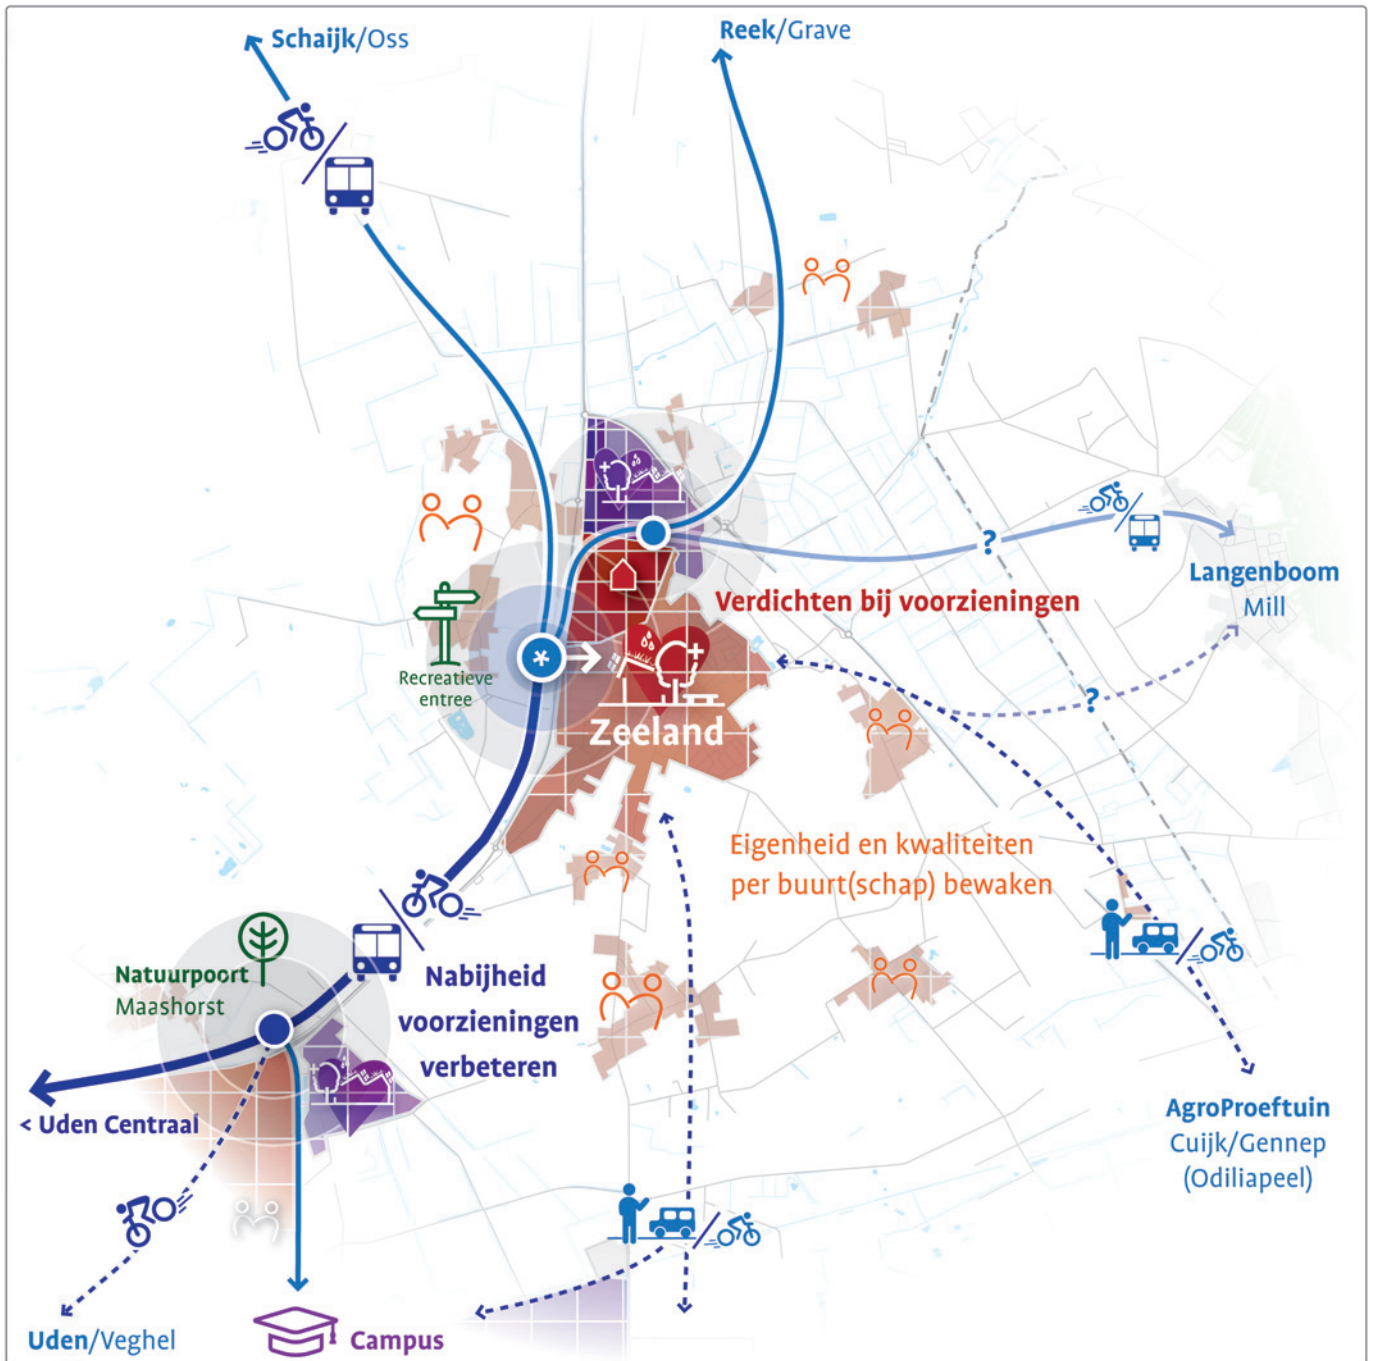 Schaijk/Oss
Reek/Grave
?
Langenboom
Mill
Verdichten bij voorzieningen
*
Recreatieve
entree
Zeeland
?
Eigenheid en kwaliteiten
per buurt(schap) bewaken
Natuurpoort
Maashorst
Nabijheid
voorzieningen
verbeteren
< Uden Centraal
AgroProeftuin
Cuijk/Gennep
(Odiliapeel)
Uden/Veghel
Campus